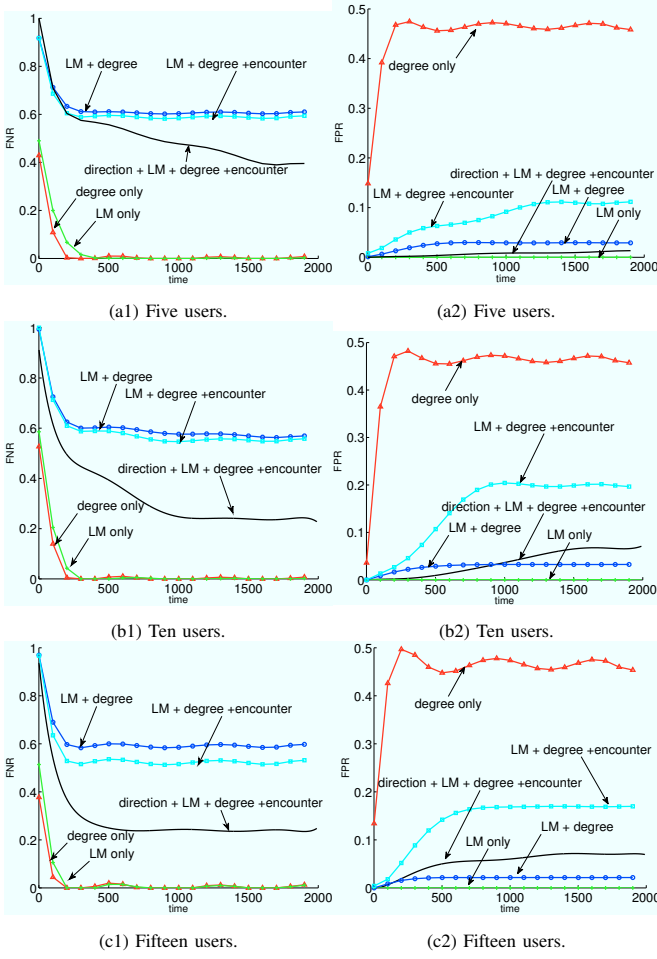 1
0.8
0.6
0.4
0.2
0
FNR
LM + degree
LM + degree +encounter
direction + LM + degree +encounter
degree only
LM only
0 500 1000 1500 2000
time
(a1) Five users.
0.5
0.4
0.3
0.2
0.1
0
FPR
degree only
direction + LM + degree +encounter
LM + degree +encounter
LM + degree
LM only
0 500 1000 1500 2000
time
(a2) Five users.
1
0.8
0.6
0.4
0.2
0
FNR
LM + degree
LM + degree +encounter
direction + LM + degree +encounter
degree only
LM only
0 500 1000 1500 2000
time
(b1) Ten users.
0.5
0.4
0.3
0.2
0.1
0
FPR
degree only
LM + degree +encounter
direction + LM + degree +encounter
LM + degree
LM only
0 500 1000 1500 2000
time
(b2) Ten users.
1
0.8
0.6
0.4
0.2
0
FNR
LM + degree
LM + degree +encounter
direction + LM + degree +encounter
degree only
LM only
0 500 1000 1500 2000
time
(c1) Fifteen users.
0.5
0.4
0.3
0.2
0.1
0
FPR
degree only
LM + degree +encounter
direction + LM + degree +encounter
LM only
LM + degree
0 500 1000 1500 2000
time
(c2) Fifteen users.